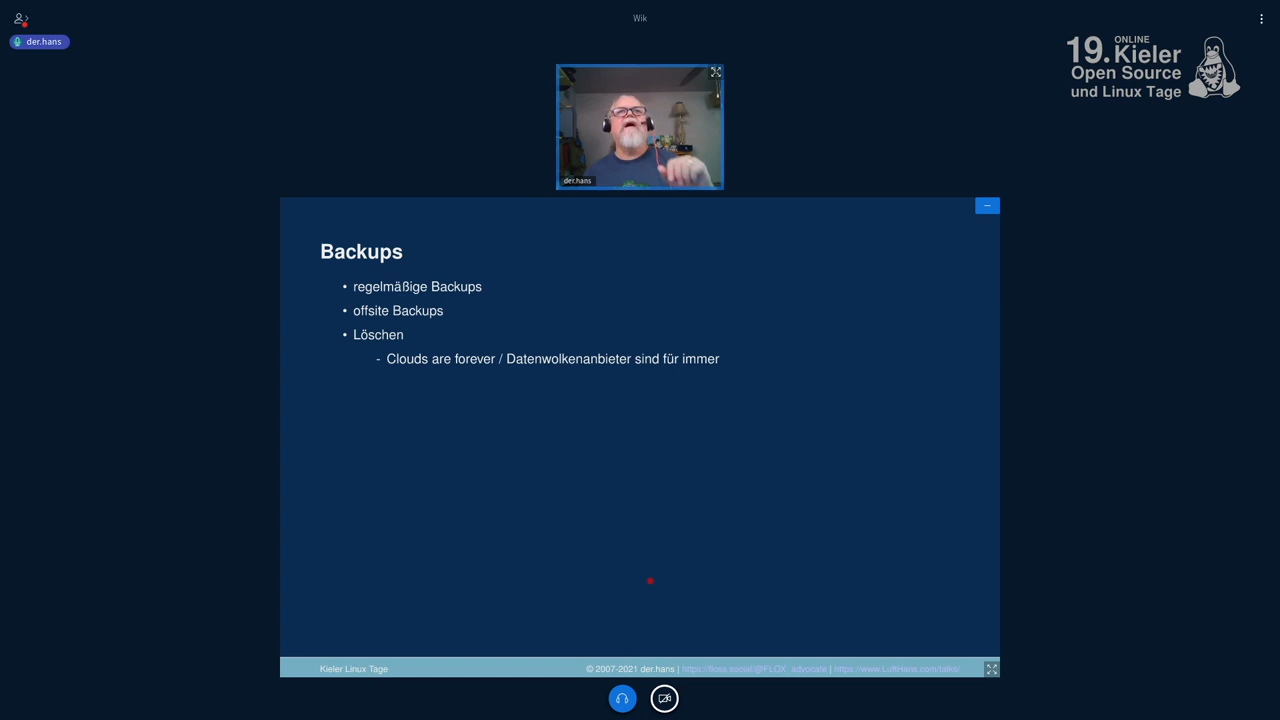 Wik
der.hans
ONLINE
19. Kieler
Open Source
und Linux Tage
der.hans
Backups
• regelmäßige Backups
• offsite Backups
• Löschen
- Clouds are forever / Datenwolkenanbieter sind für immer
Kieler Linux Tage
© 2007-2021 der.hans | https://floss.social/@FLOX_advocate | https://www.LuftHans.com/talks/